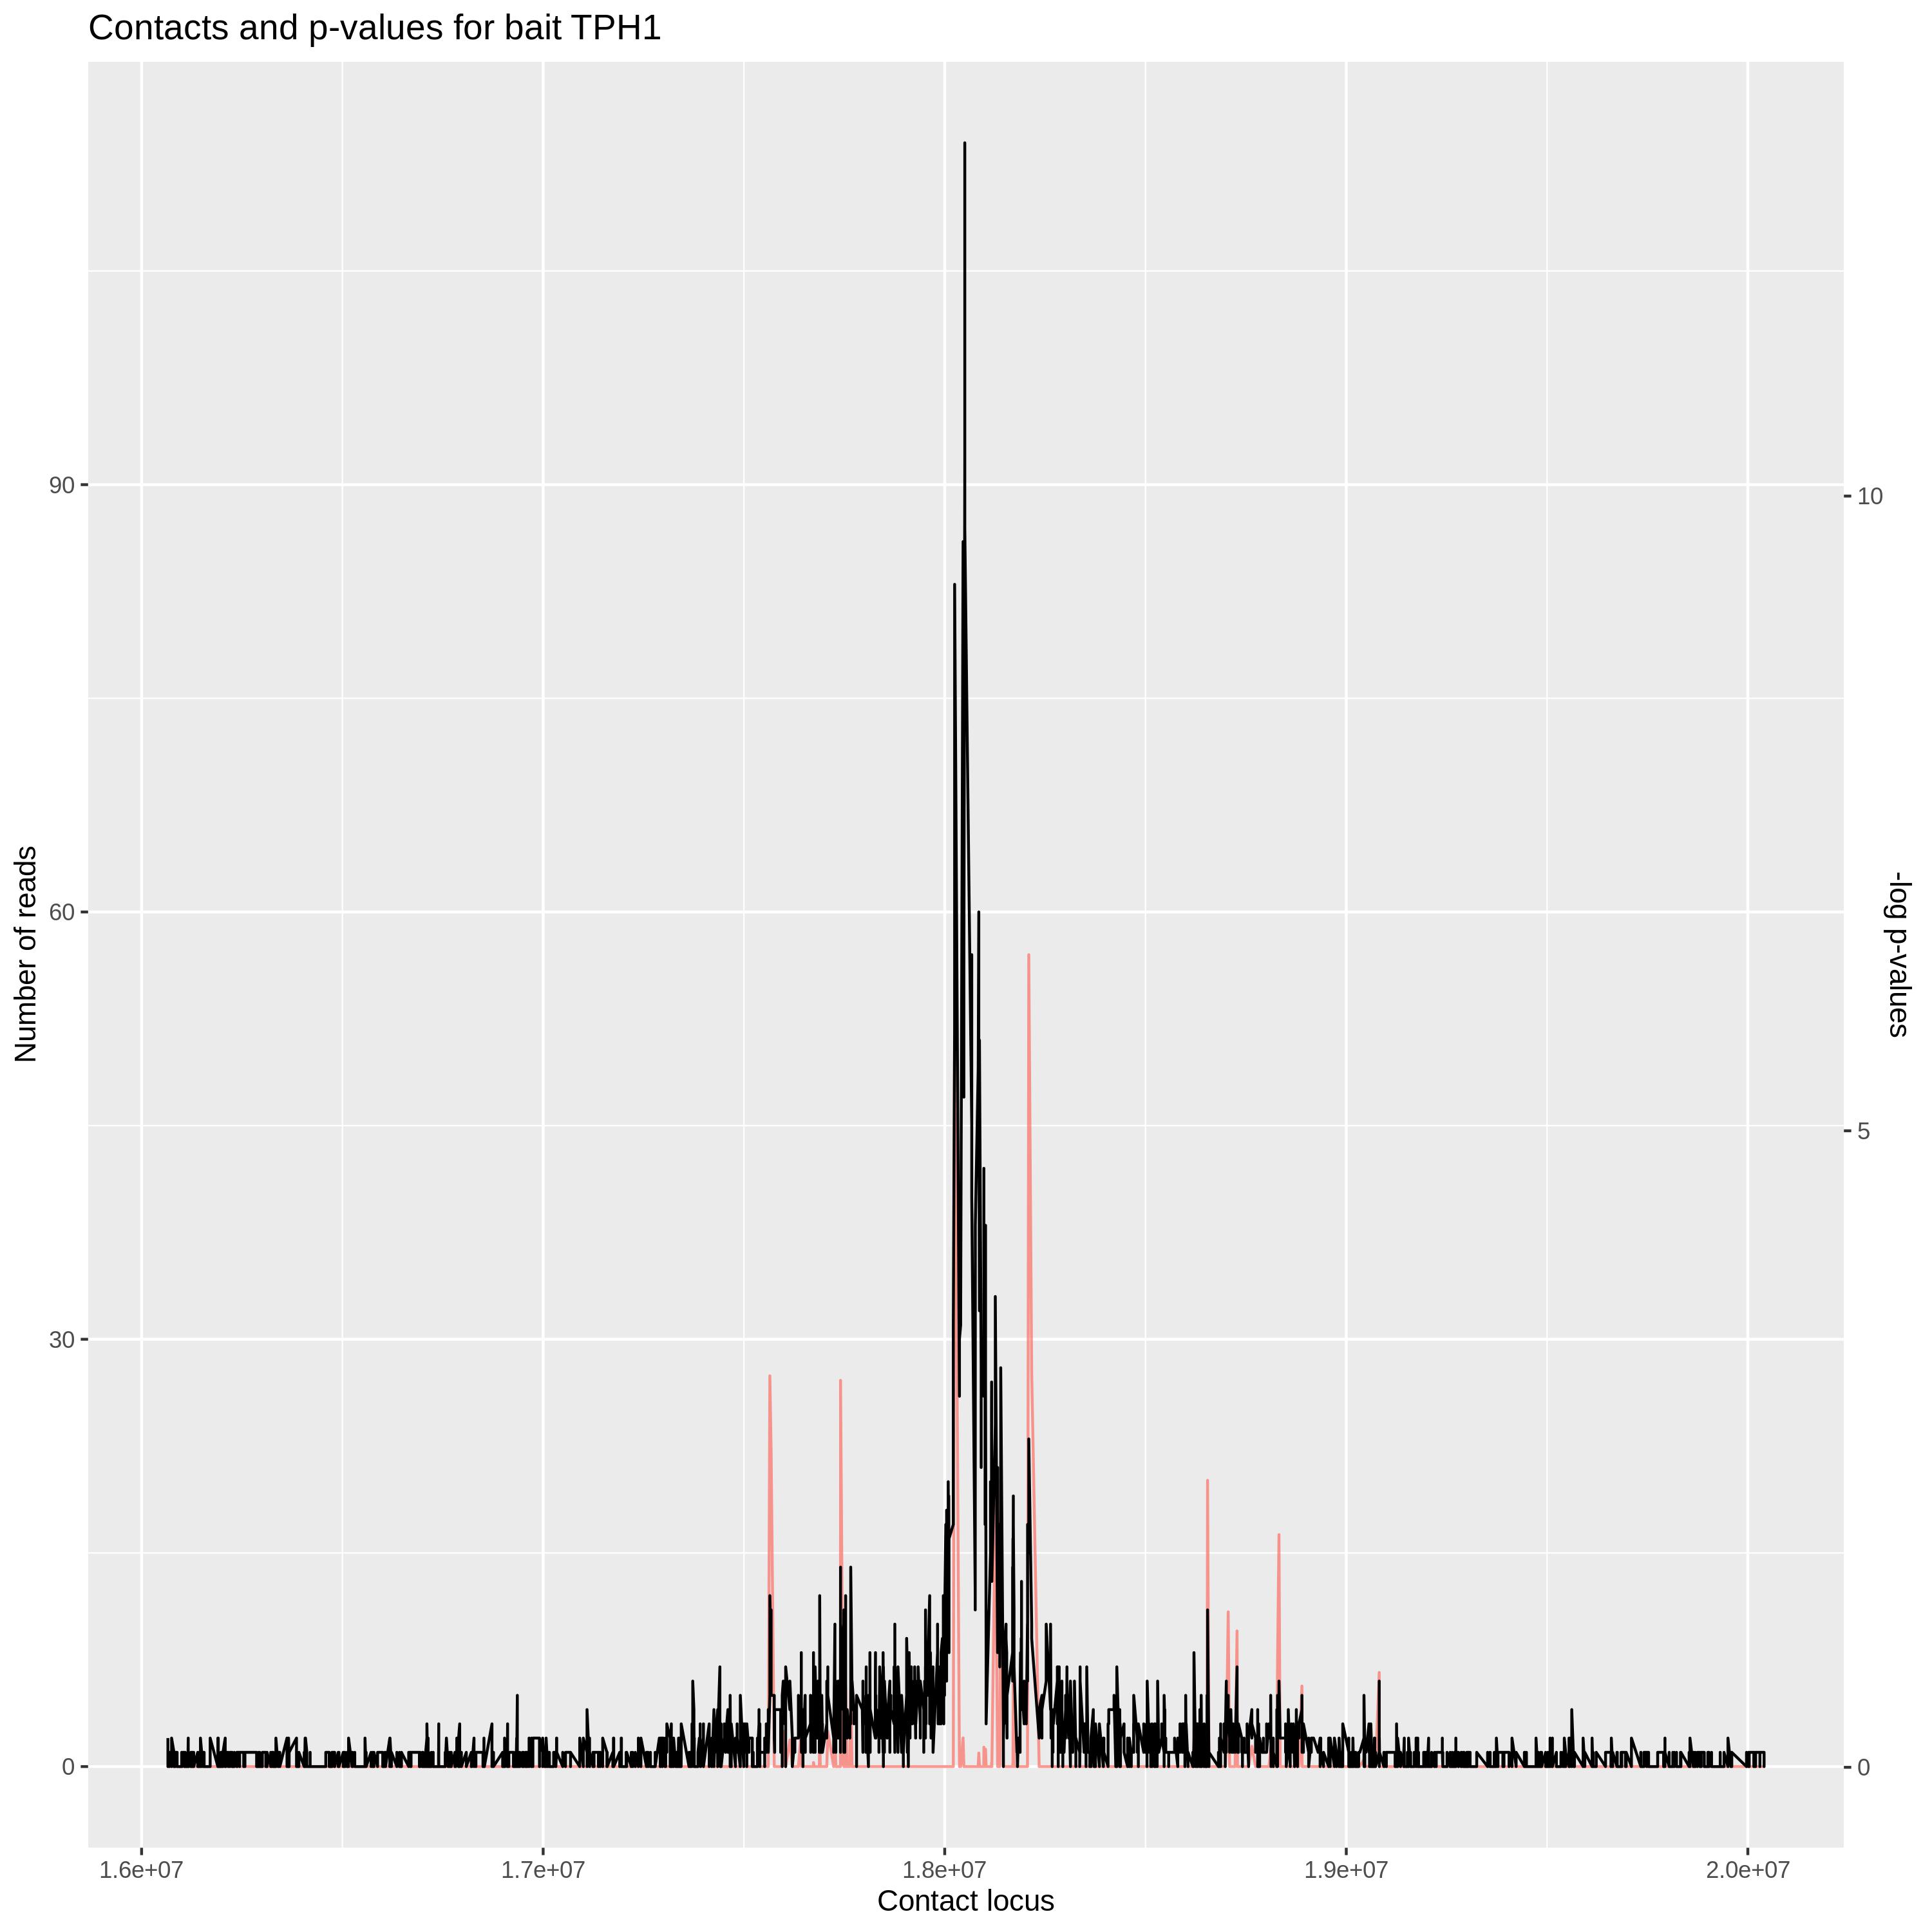 Contacts and p-values for bait TPH1
90
60
30
0
Number of reads
10
5
0
-log p-values
1.6e+07
1.7e+07
1.8e+07
1.9e+07
2.0e+07
Contact locus